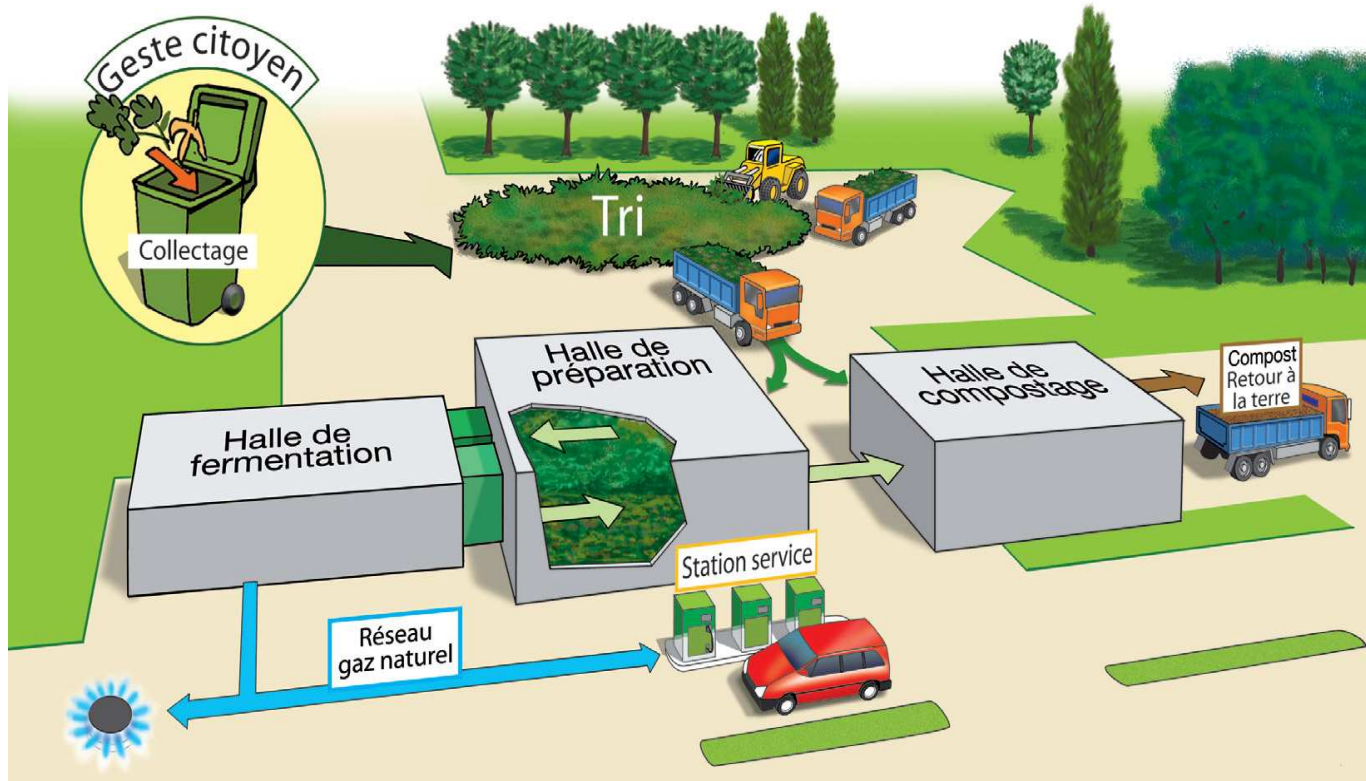 Geste citoyen
Collectage
Tri
Halle de
préparation
Halle de
compostage
Compost
Retour à
la terre
Halle de
fermentation
Station service
Réseau
gaz naturel